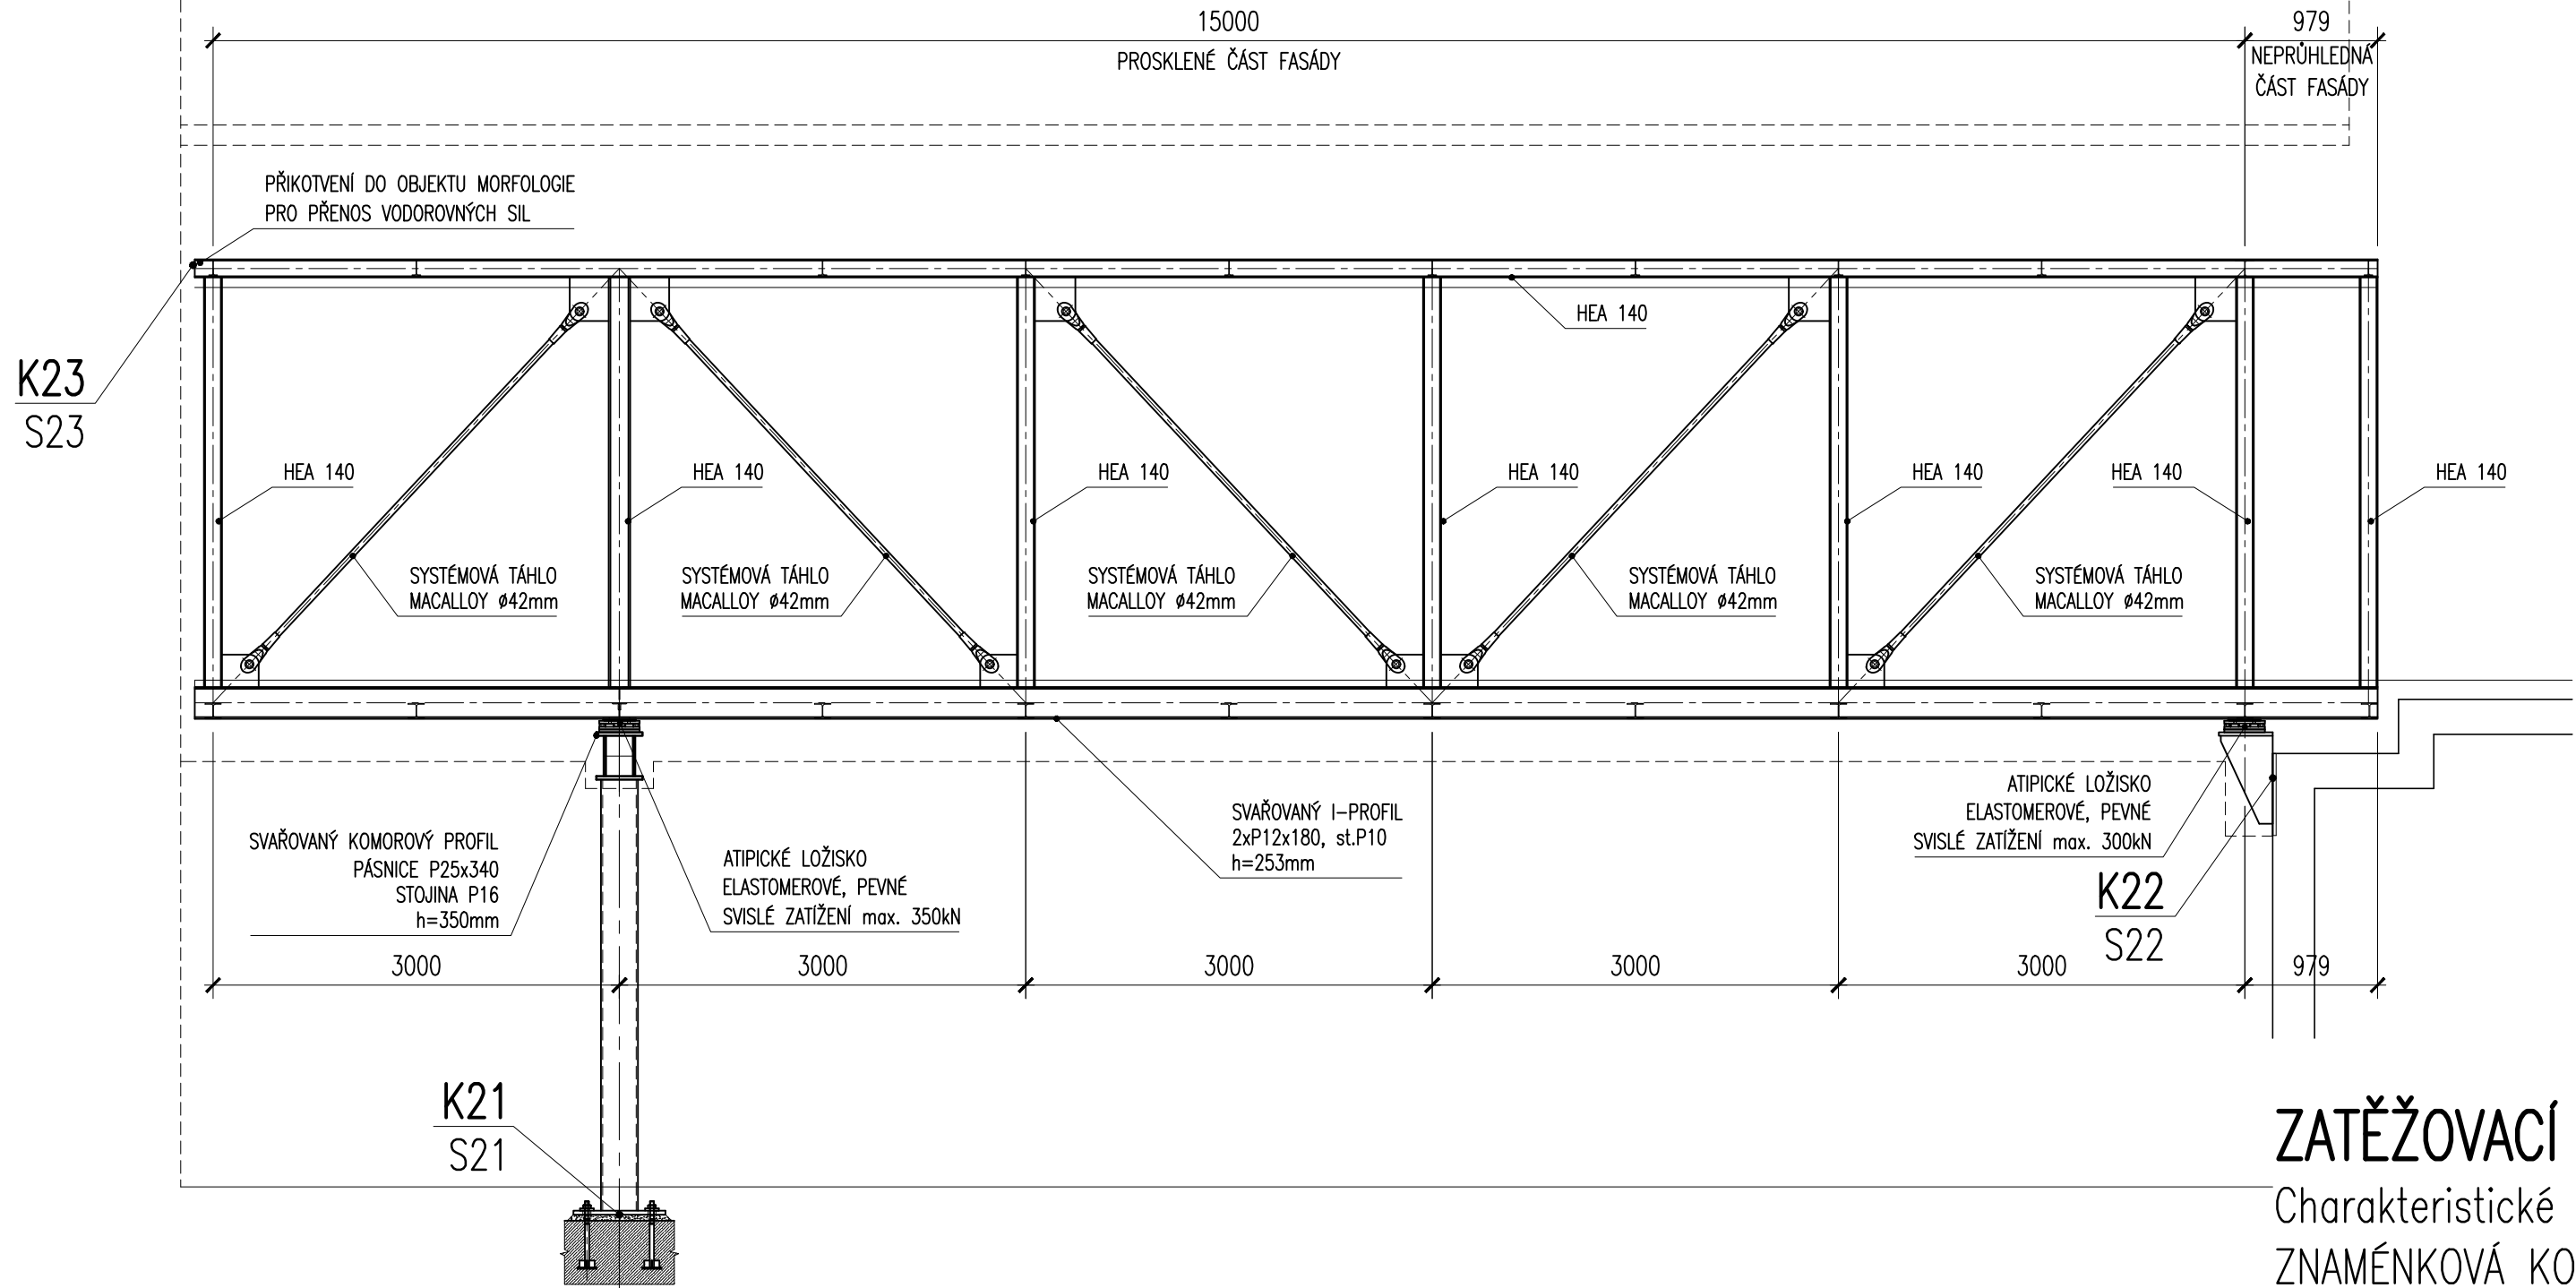 15000
979
PROSKLENÉ ČÁST FASÁDY
NEPRŮHLEDNÁ
ČÁST FASÁDY
PŘIKOTVENÍ DO OBJEKTU MORFOLOGIE
PRO PŘENOS VODOROVNÝCH SIL
HEA 140
K23
S23
HEA 140
HEA 140
HEA 140
HEA 140
HEA 140
HEA 140
HEA 140
SYSTÉMOVÁ TÁHLO
MACALLOY ø42mm
SYSTÉMOVÁ TÁHLO
MACALLOY ø42mm
SYSTÉMOVÁ TÁHLO
MACALLOY ø42mm
SYSTÉMOVÁ TÁHLO
MACALLOY ø42mm
SYSTÉMOVÁ TÁHLO
MACALLOY ø42mm
SVAŘOVANÝ KOMOROVÝ PROFIL
PÁSNICE P25x340
STOJINA P16
h=350mm
ATIPICKÉ LOŽISKO
ELASTOMEROVÉ, PEVNÉ
SVISLÉ ZATÍŽENÍ max. 350kN
SVAŘOVANÝ I-PROFIL
2xP12x180, st.P10
h=253mm
ATIPICKÉ LOŽISKO
ELASTOMEROVÉ, PEVNÉ
SVISLÉ ZATÍŽENÍ max. 300kN
K22
S22
3000
3000
3000
3000
3000
979
K21
S21
ZATĚŽOVACÍ
Charakteristické
ZNAMÉNKOVÁ KO